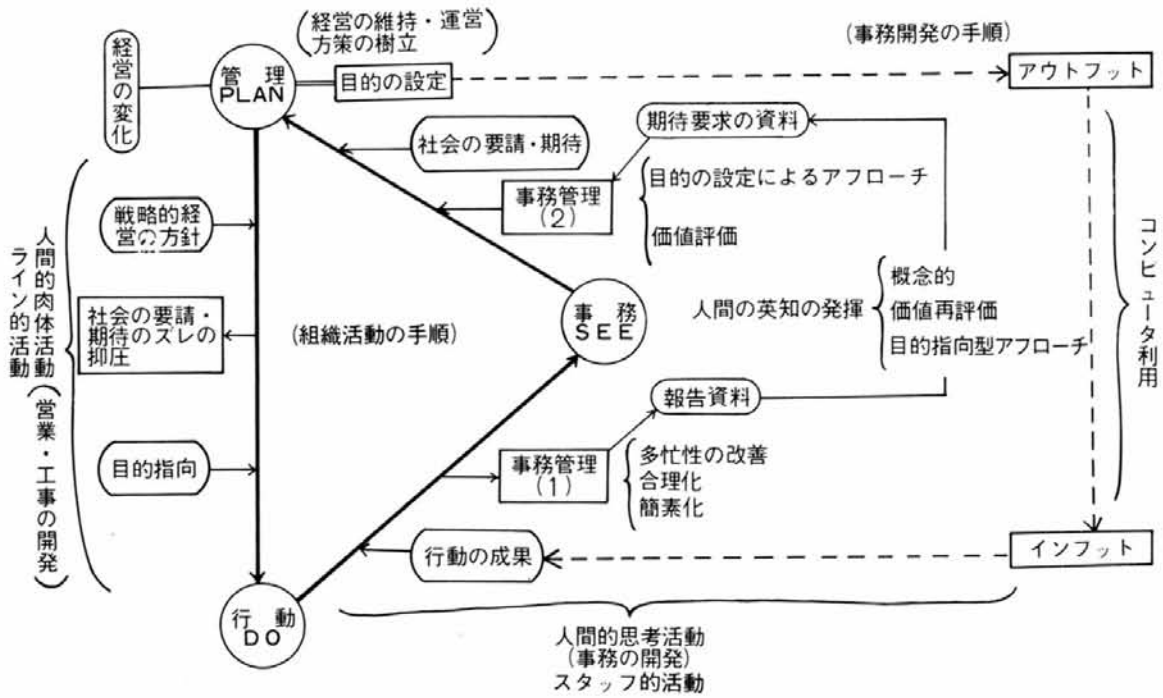 (経営の維持・運営
方策の樹立)
(事務開発の手順)
経営の変化
管理
PLAN
目的の設定
アウトフット
社会の要請・期待
期待要求の資料
事務管理
(2)
目的の設定によるアフローチ
価値評価
戦略的経
営の方針
人間的肉体活動
ライン的活動
(営業・工事の開発)
社会の要請・
期待のズレの
抑圧
(組織活動の手順)
事務
SEE
人間の英知の発揮
概念的
価値再評価
目的指向型アフローチ
コンピュータ利用
報告資料
目的指向
事務管理
(1)
多忙性の改善
合理化
簡素化
行動の成果
インフット
行動
DO
人間的思考活動
(事務の開発)
スタッフ的活動